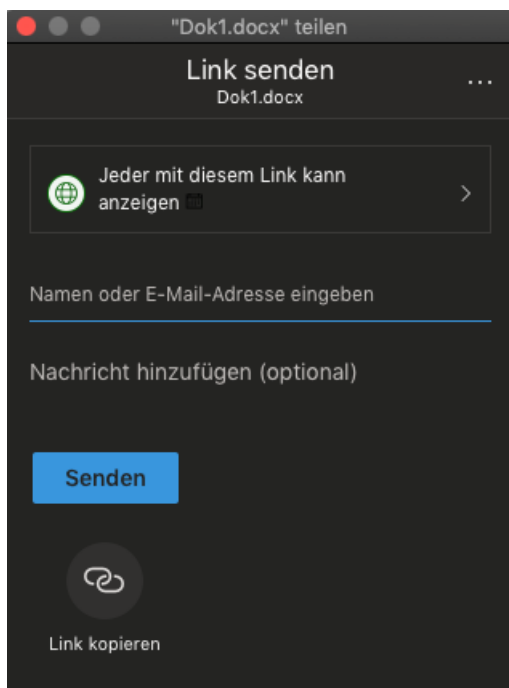 "Dok1.docx" teilen
Link senden
...
Dok1.docx
Jeder mit diesem Link kann
anzeigen
Namen oder E-Mail-Adresse eingeben
Nachricht hinzufügen (optional)
Senden
Link kopieren